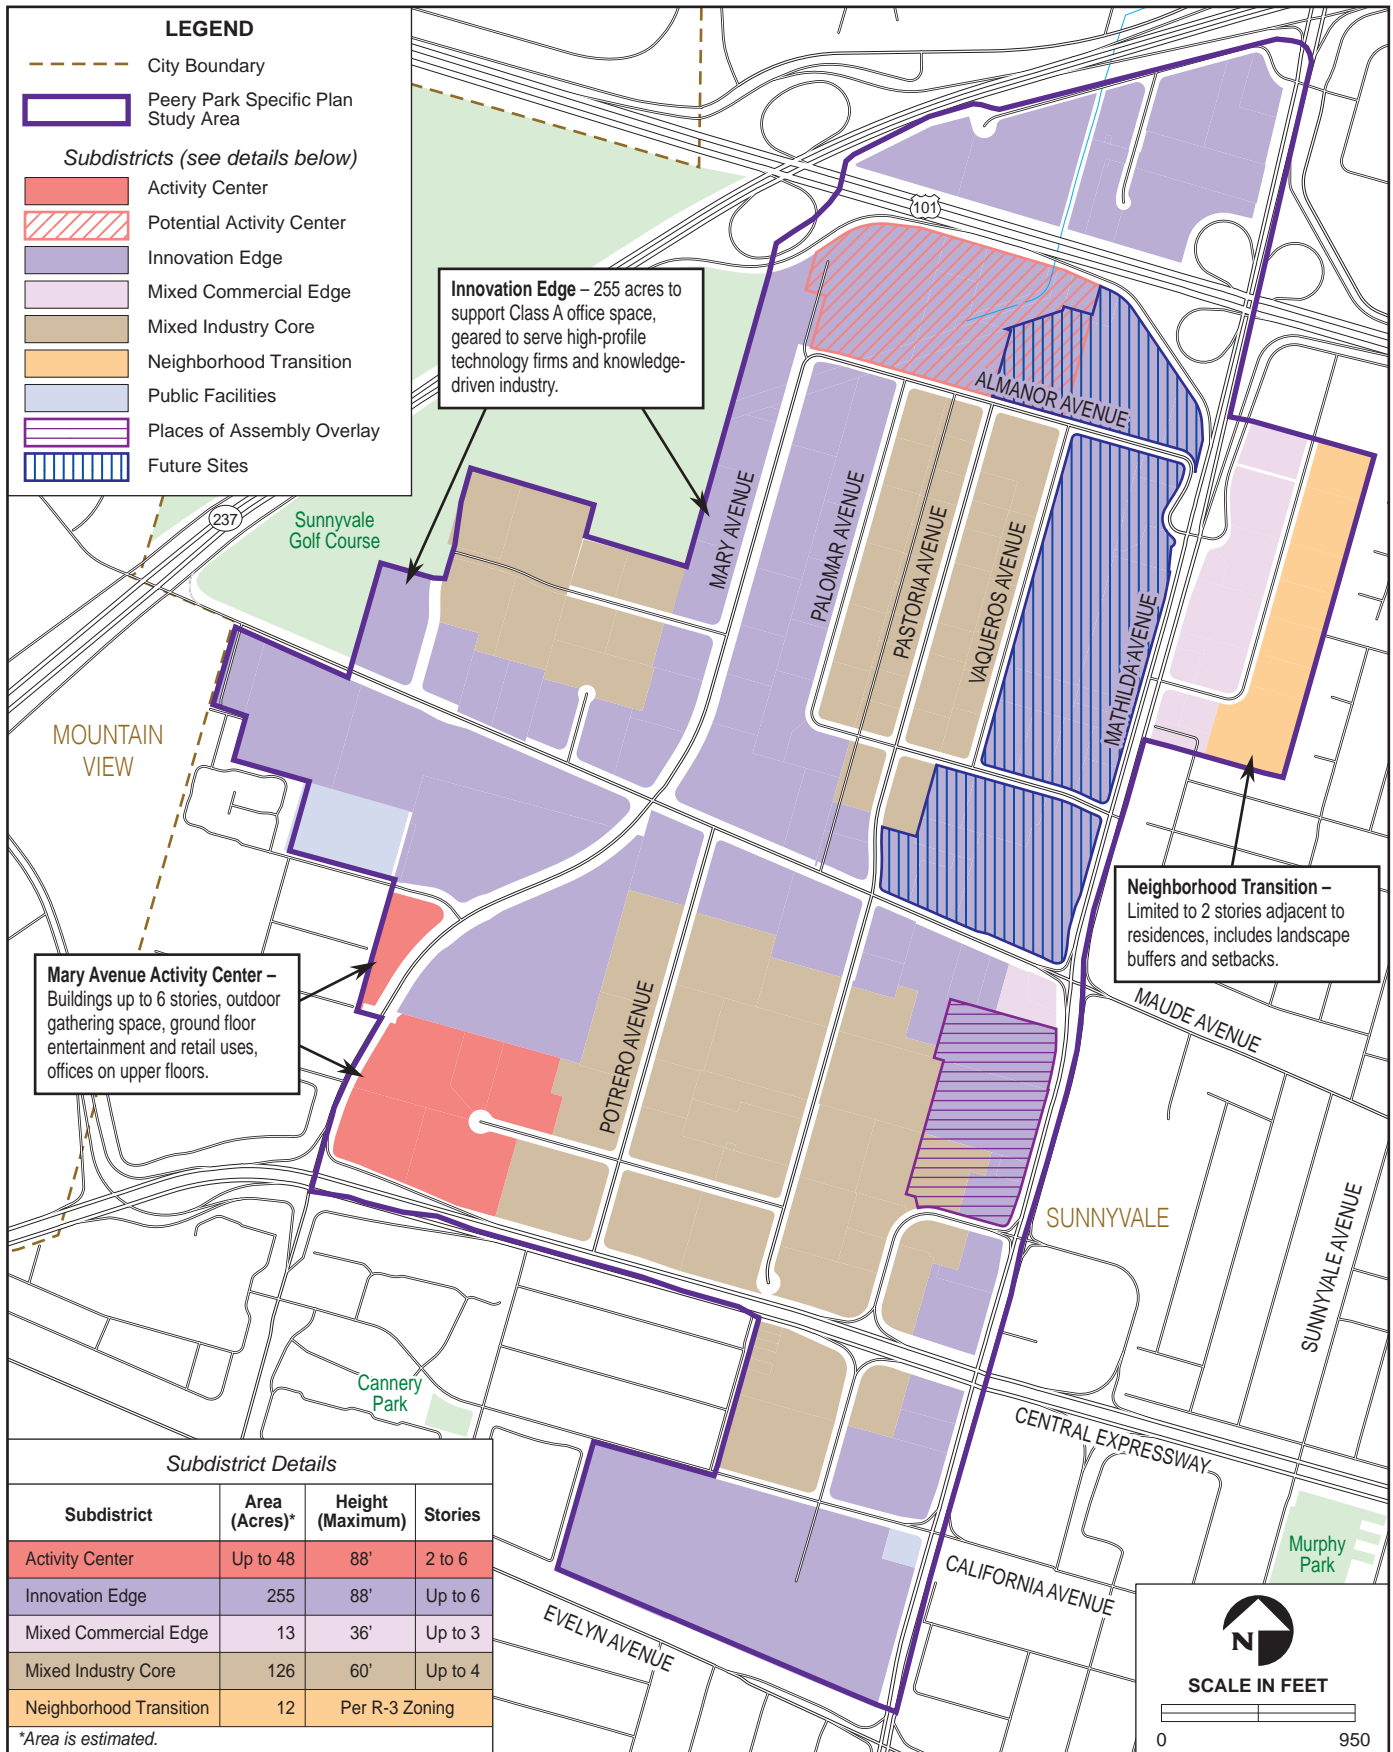 LEGEND
City Boundary
Peery Park Specific Plan
Study Area
Subdistricts (see details below)
Activity Center
Potential Activity Center
Innovation Edge
Mixed Commercial Edge
Mixed Industry Core
Neighborhood Transition
Public Facilities
Places of Assembly Overlay
Future Sites
101
237
Innovation Edge – 255 acres to
support Class A office space,
geared to serve high-profile
technology firms and knowledge-
driven industry.
ALMANOR AVENUE
MARY AVENUE
PALOMAR AVENUE
PASTORIA AVENUE
VAQUEROS AVENUE
MATHILDA AVENUE
Sunnyvale
Golf Course
MOUNTAIN
VIEW
Neighborhood Transition –
Limited to 2 stories adjacent to
residences, includes landscape
buffers and setbacks.
Mary Avenue Activity Center –
Buildings up to 6 stories, outdoor
gathering space, ground floor
entertainment and retail uses,
offices on upper floors.
POTRERO AVENUE
MAUDE AVENUE
SUNNYVALE
SUNNYVALE AVENUE
Cannery
Park
CENTRAL EXPRESSWAY
CALIFORNIA AVENUE
EVELYN AVENUE
Murphy
Park
Subdistrict Details
Subdistrict Area (Acres)* Height (Maximum) Stories
Activity Center Up to 48 88' 2 to 6
Innovation Edge 255 88' Up to 6
Mixed Commercial Edge 13 36' Up to 3
Mixed Industry Core 126 60' Up to 4
Neighborhood Transition 12 Per R-3 Zoning
*Area is estimated.
N
SCALE IN FEET
0 950